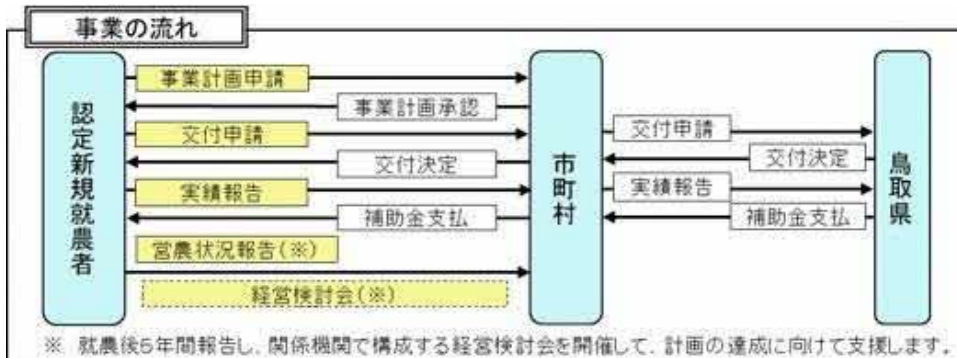 事業の流れ
認定新規就農者
市町村
鳥取県
事業計画申請
事業計画承認
交付申請
交付決定
実績報告
補助金支払
営農状況報告(※)
経営検討会(※)
交付申請
交付決定
実績報告
補助金支払
※ 就農後5年間報告し、関係機関で構成する経営検討会を開催して、計画の達成に向けて支援します。